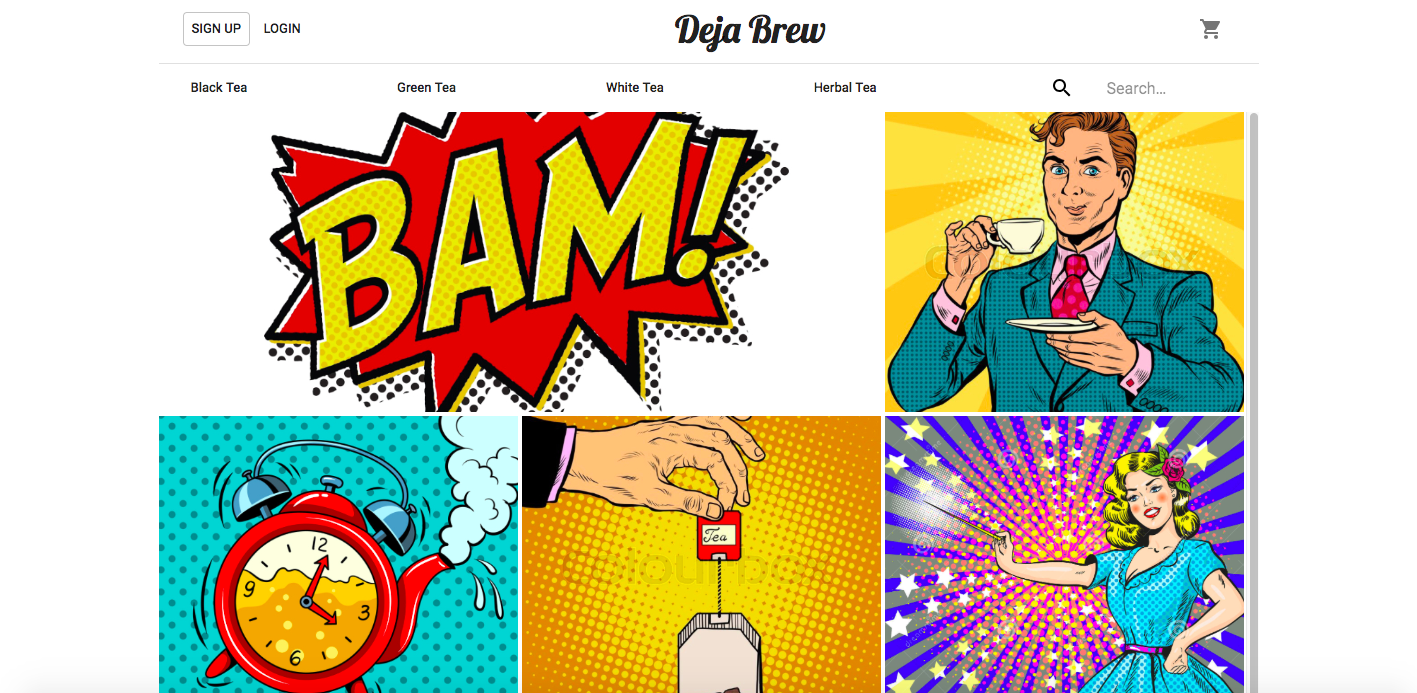 SIGN UP LOGIN Deja Brew
Black Tea Green Tea White Tea Herbal Tea Search...
BAM!
12
9
3
6
Tea